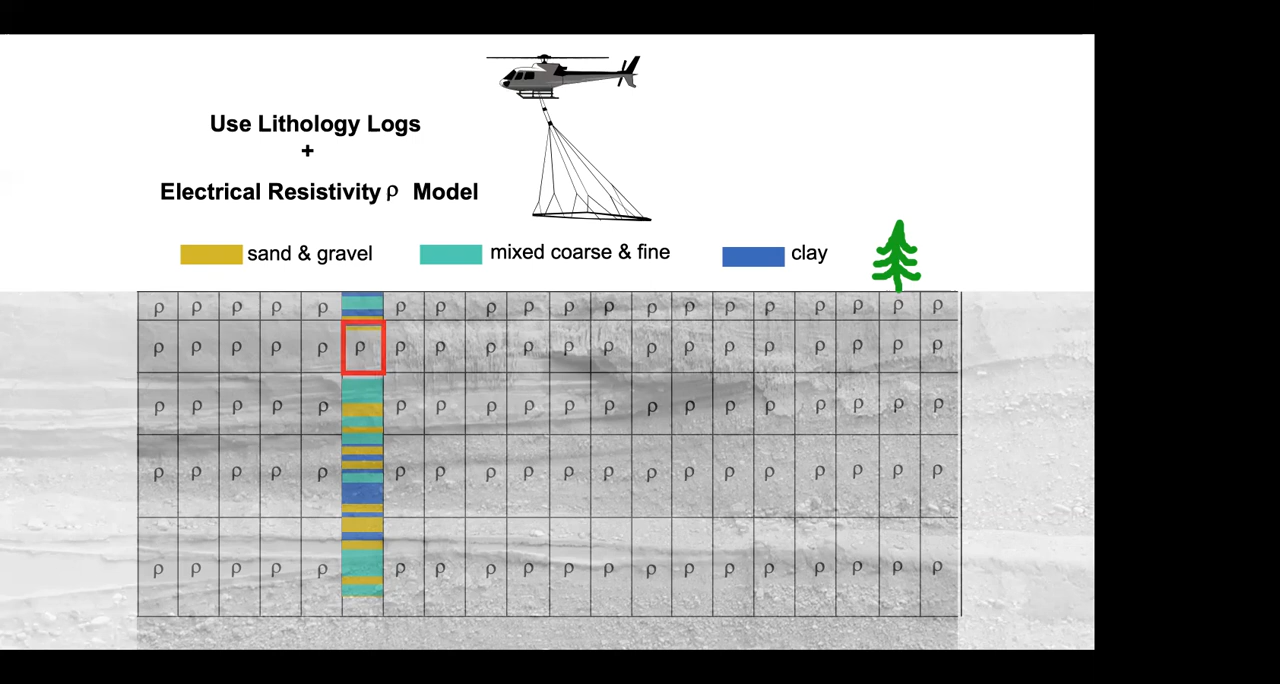 Use Lithology Logs
+
Electrical Resistivity ρ Model
sand & gravel mixed coarse & fine clay
ρ ρ ρ ρ ρ ρ ρ ρ ρ ρ ρ ρ ρ ρ ρ ρ ρ ρ ρ
ρ ρ ρ ρ ρ ρ ρ ρ ρ ρ ρ ρ ρ ρ ρ ρ ρ ρ ρ ρ
ρ ρ ρ ρ ρ ρ ρ ρ ρ ρ ρ ρ ρ ρ ρ ρ ρ ρ ρ
ρ ρ ρ ρ ρ ρ ρ ρ ρ ρ ρ ρ ρ ρ ρ ρ ρ ρ ρ
ρ ρ ρ ρ ρ ρ ρ ρ ρ ρ ρ ρ ρ ρ ρ ρ ρ ρ ρ